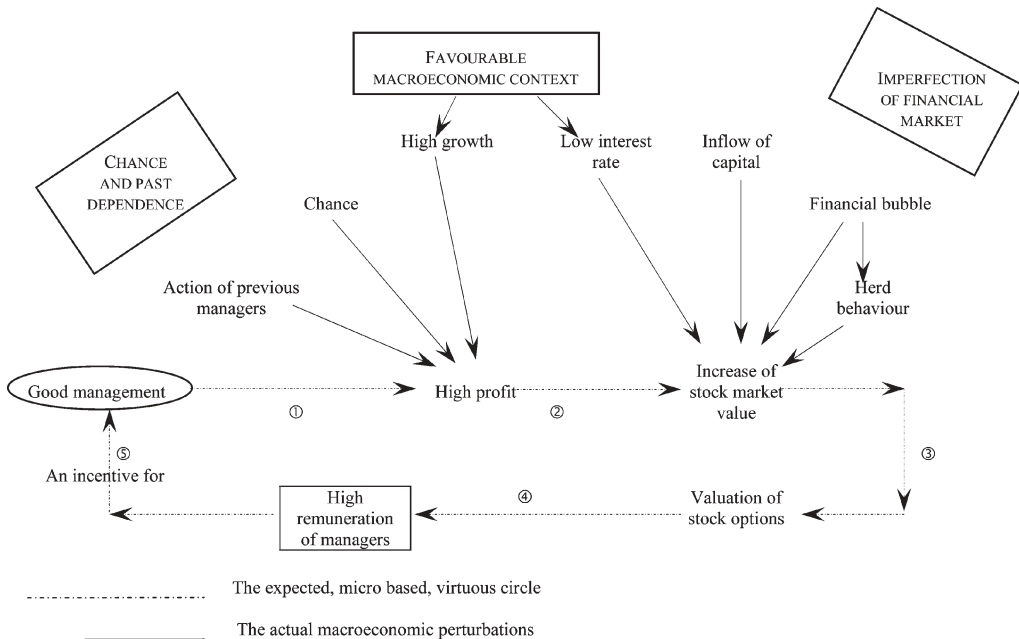 FAVOURABLE
MACROECONOMIC CONTEXT
IMPERFECTION
OF FINANCIAL
MARKET
CHANCE
AND PAST
DEPENDENCE
High growth
Low interest
rate
Inflow of
capital
Chance
Financial bubble
Action of previous
managers
Herd
behaviour
Good management
High profit
Increase of
stock market
value
①
②
③
④
⑤
An incentive for
High
remuneration
of managers
Valuation of
stock options
The expected, micro based, virtuous circle
The actual macroeconomic perturbations